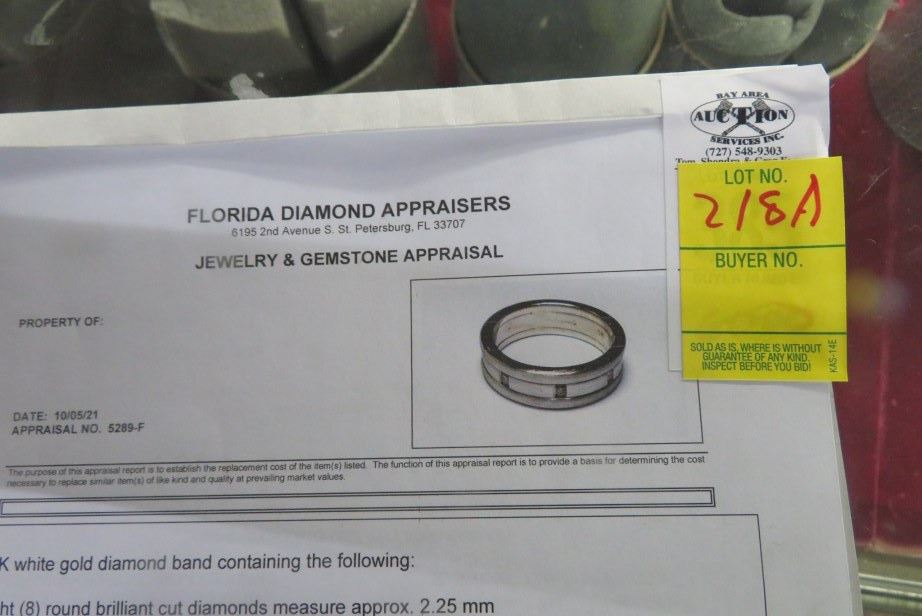 BAY AREA
AUCTION
SERVICES INC.
(727) 548-9303
LOT NO.
218A
BUYER NO.
SOLD AS IS, WHERE IS WITHOUT
GUARANTEE OF ANY KIND.
INSPECT BEFORE YOU BID!
KAS-14E
FLORIDA DIAMOND APPRAISERS
6195 2nd Avenue S. St. Petersburg, FL 33707
JEWELRY & GEMSTONE APPRAISAL
PROPERTY OF:
DATE: 10/05/21
APPRAISAL NO. 5289-F
The purpose of this appraisal report is to establish the replacement cost of the item(s) listed. The function of this appraisal report is to provide a basis for determining the cost
necessary to replace similar item(s) of like kind and quality at prevailing market values.
K white gold diamond band containing the following:
ht (8) round brilliant cut diamonds measure approx. 2.25 mm